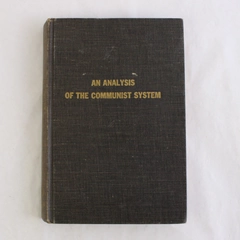 AN ANALYSIS
OF THE COMMUNIST SYSTEM